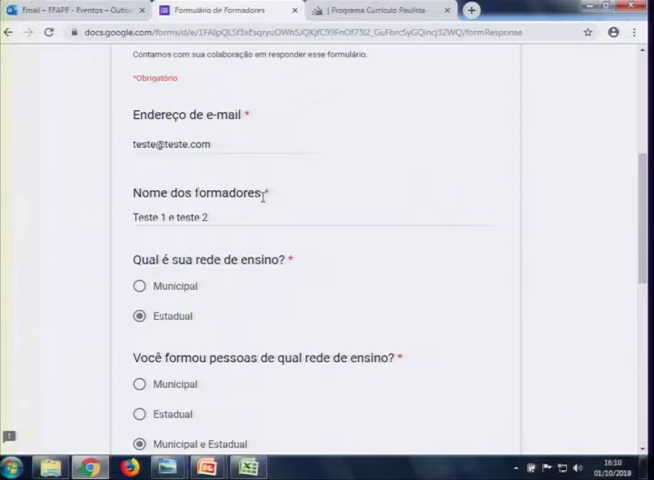 Email – EFAPE - Eventos – Outloo
Formulário de Formadores
| Programa Currículo Paulista
Contamos com sua colaboração em responder esse formulário.
*Obrigatório
Endereço de e-mail *
teste@teste.com
Nome dos formadores *
Teste 1 e teste 2
Qual é sua rede de ensino? *
Municipal
Estadual
Você formou pessoas de qual rede de ensino? *
Municipal
Estadual
Municipal e Estadual
16:10
01/10/2019